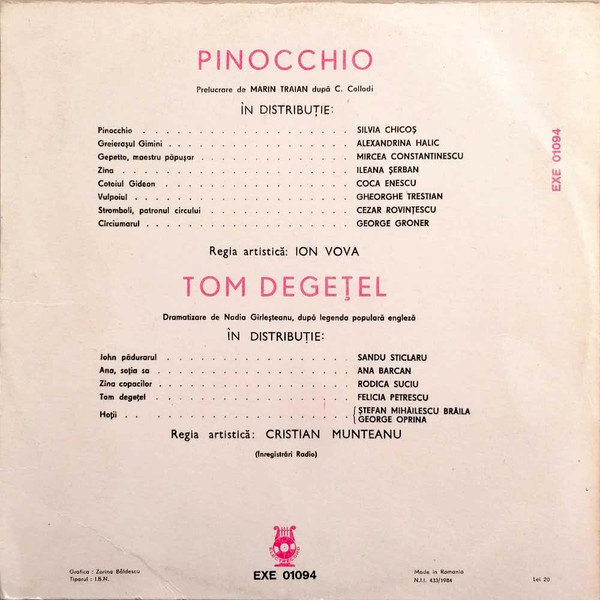 PINOCCHIO
Prelucrare de MARIN TRAIAN după C. Collodi
ÎN DISTRIBUȚIE:
Pinocchio . . . . . . . . . . . . . . . . SILVIA CHICOȘ
Greierașul Gimini . . . . . . . . . . . . . ALEXANDRINA HALIC
Gepetto, maestru păpușar . . . . . . . . . . MIRCEA CONSTANTINESCU
Zina . . . . . . . . . . . . . . . . . . ILEANA ȘERBAN
Cotoiul Gideon . . . . . . . . . . . . . . COCA ENESCU
Vulpoiul . . . . . . . . . . . . . . . . GHEORGHE TRESTIAN
Stromboli, patronul circului . . . . . . . . . CEZAR ROVINȚESCU
Cîrciumarul . . . . . . . . . . . . . . . GEORGE GRONER
Regia artistică: ION VOVA
EXE 01094
TOM DEGEȚEL
Dramatizare de Nadia Gîrleșteanu, după legenda populară engleză
ÎN DISTRIBUȚIE:
John pădurarul . . . . . . . . . . . . . . SANDU STICLARU
Ana, soția sa . . . . . . . . . . . . . . ANA BARCAN
Zîna copacilor . . . . . . . . . . . . . . RODICA SUCIU
Tom degețel . . . . . . . . . . . . . . . FELICIA PETRESCU
Hoții . . . . . . . . . . . . . . . . . { ȘTEFAN MIHĂILESCU BRĂILA
GEORGE OPRINA
Regia artistică: CRISTIAN MUNTEANU
(Înregistrări Radio)
Grafica : Zorina Bâldescu
Tiparul : I.B.N.
EXE 01094
Made in Romania
N.I.I. 433/1984
Lei 20